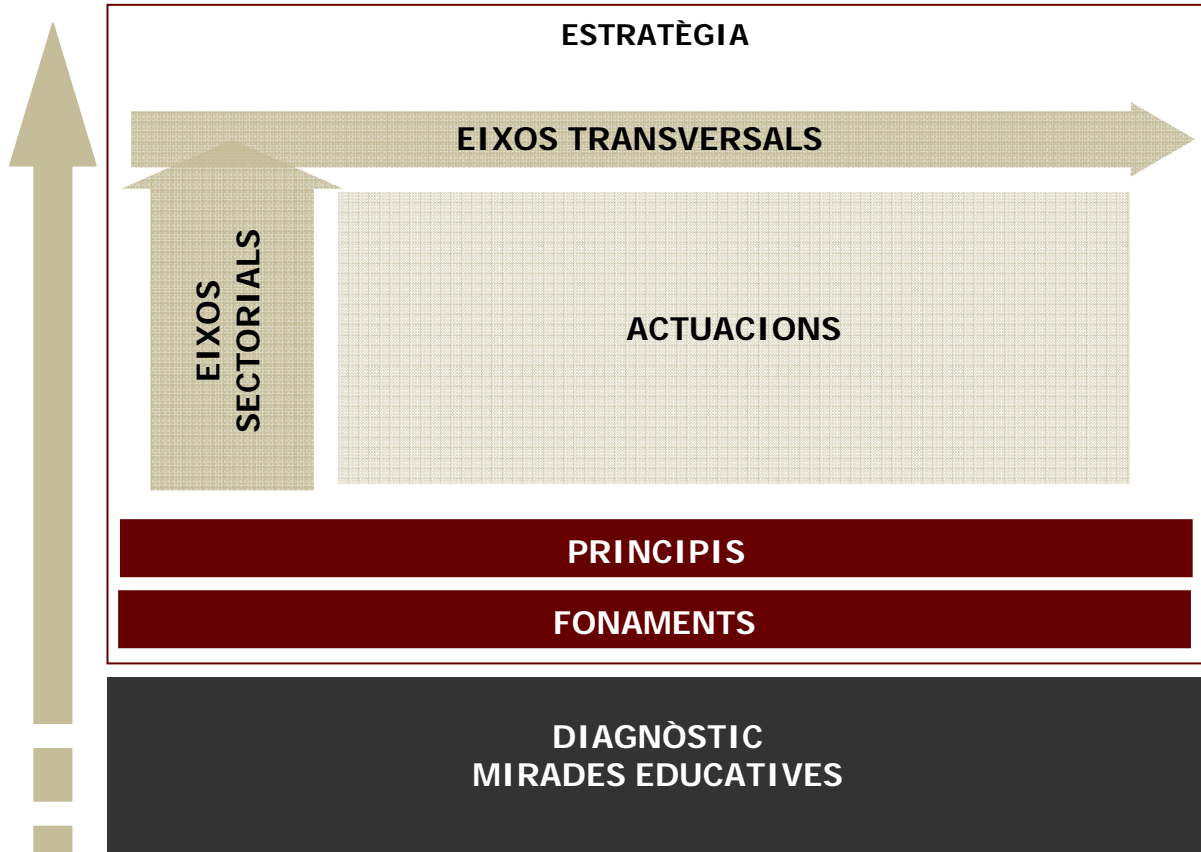 ESTRATÈGIA
EIXOS TRANSVERSALS
EIXOS
SECTORIALS
ACTUACIONS
PRINCIPIS
FONAMENTS
DIAGNÒSTIC
MIRADES EDUCATIVES